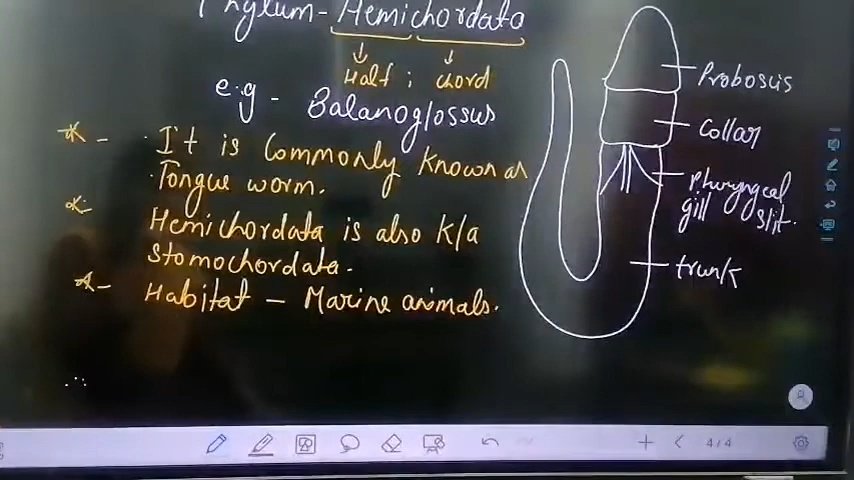 Phylum - Hemichordata
Half ; chord
e.g - Balanoglossus
It is commonly known as
Tongue worm.
Hemichordata is also k/a
Stomochordata.
Habitat - Marine animals.
Proboscis
Collar
Pharyngeal
gill slit.
trunk
4/4